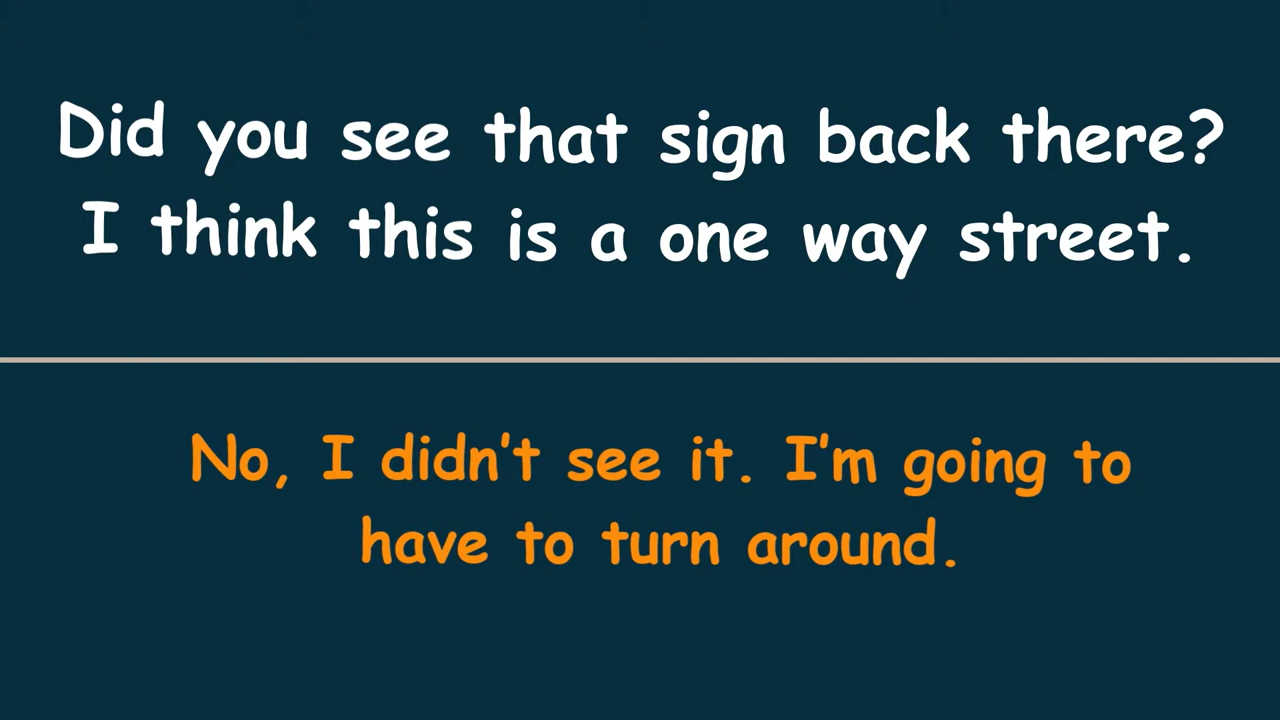 Did you see that sign back there?
I think this is a one way street.
No, I didn't see it. I'm going to
have to turn around.